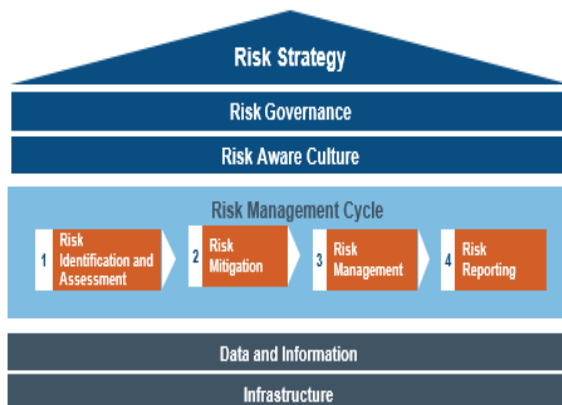 Risk Strategy
Risk Governance
Risk Aware Culture
Risk Management Cycle
1
Risk
Identification and
Assessment
2
Risk
Mitigation
3
Risk
Management
4
Risk
Reporting
Data and Information
Infrastructure